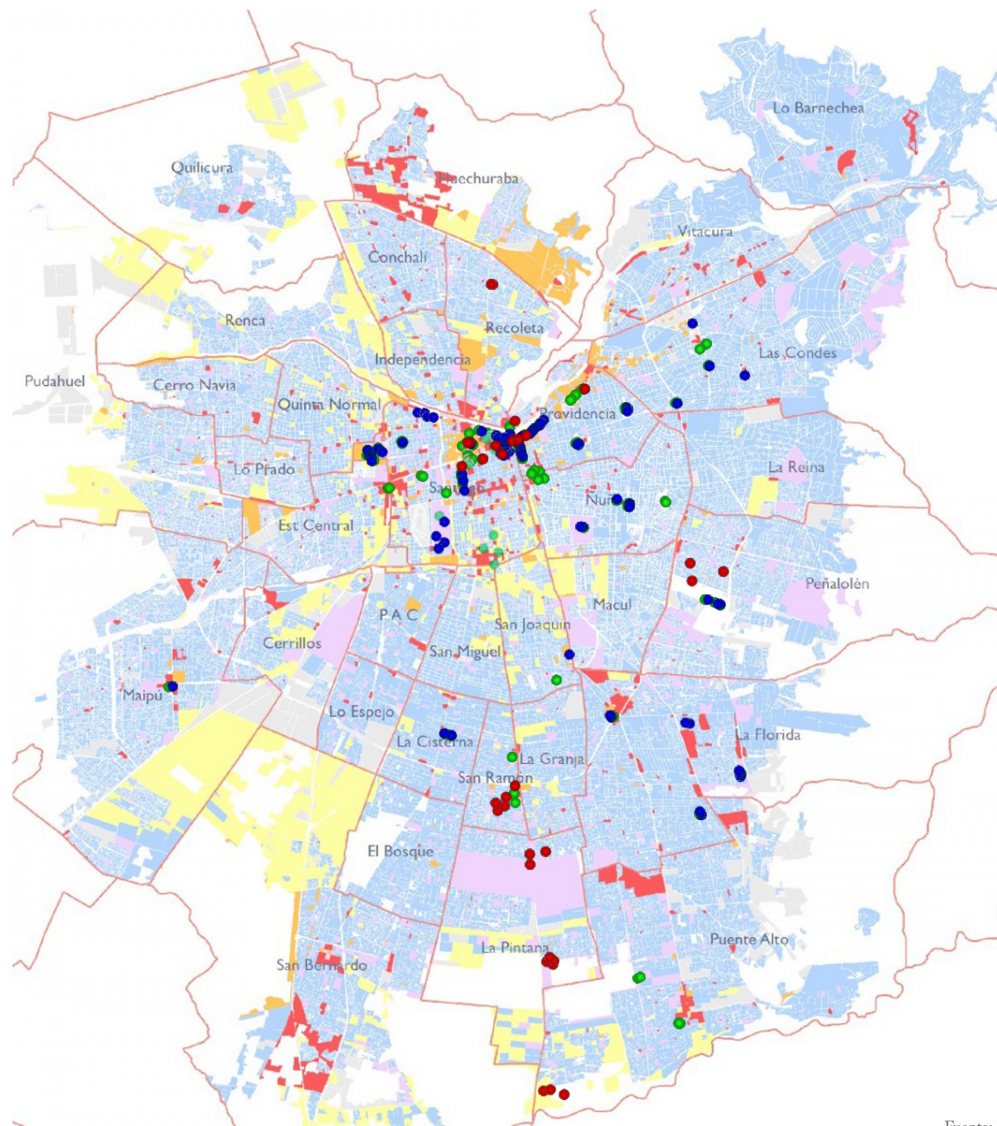 Lo Barnechea
Quilicura
Huechuraba
Vitacura
Conchalí
Renca
Recoleta
Independencia
Las Condes
Pudahuel
Cerro Navia
Quinta Normal
Providencia
Lo Prado
La Reina
Est Central
Peñalolén
P A C
Macul
San Joaquín
Cerrillos
San Miguel
Maipú
Lo Espejo
La Cisterna
La Florida
La Granja
San Ramón
El Bosque
La Pintana
Puente Alto
San Bernardo